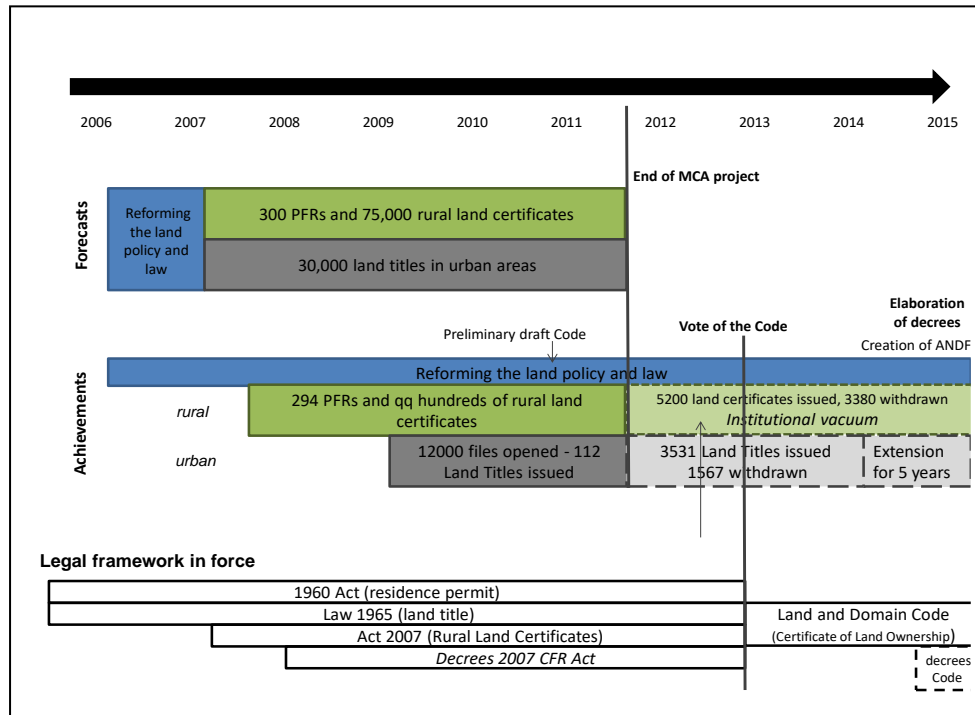 2006 2007 2008 2009 2010 2011 2012 2013 2014 2015
End of MCA project
Forecasts
Reforming
the land
policy and
law
300 PFRs and 75,000 rural land certificates
30,000 land titles in urban areas
Elaboration
of decrees
Creation of ANDF
Vote of the Code
Preliminary draft Code
Achievements
Reforming the land policy and law
rural
294 PFRs and qq hundreds of rural land
certificates
5200 land certificates issued, 3380 withdrawn
Institutional vacuum
urban
12000 files opened - 112
Land Titles issued
3531 Land Titles issued
1567 withdrawn
Extension
for 5 years
Legal framework in force
1960 Act (residence permit)
Law 1965 (land title)
Act 2007 (Rural Land Certificates)
Decrees 2007 CFR Act
Land and Domain Code
(Certificate of Land Ownership)
decrees
Code